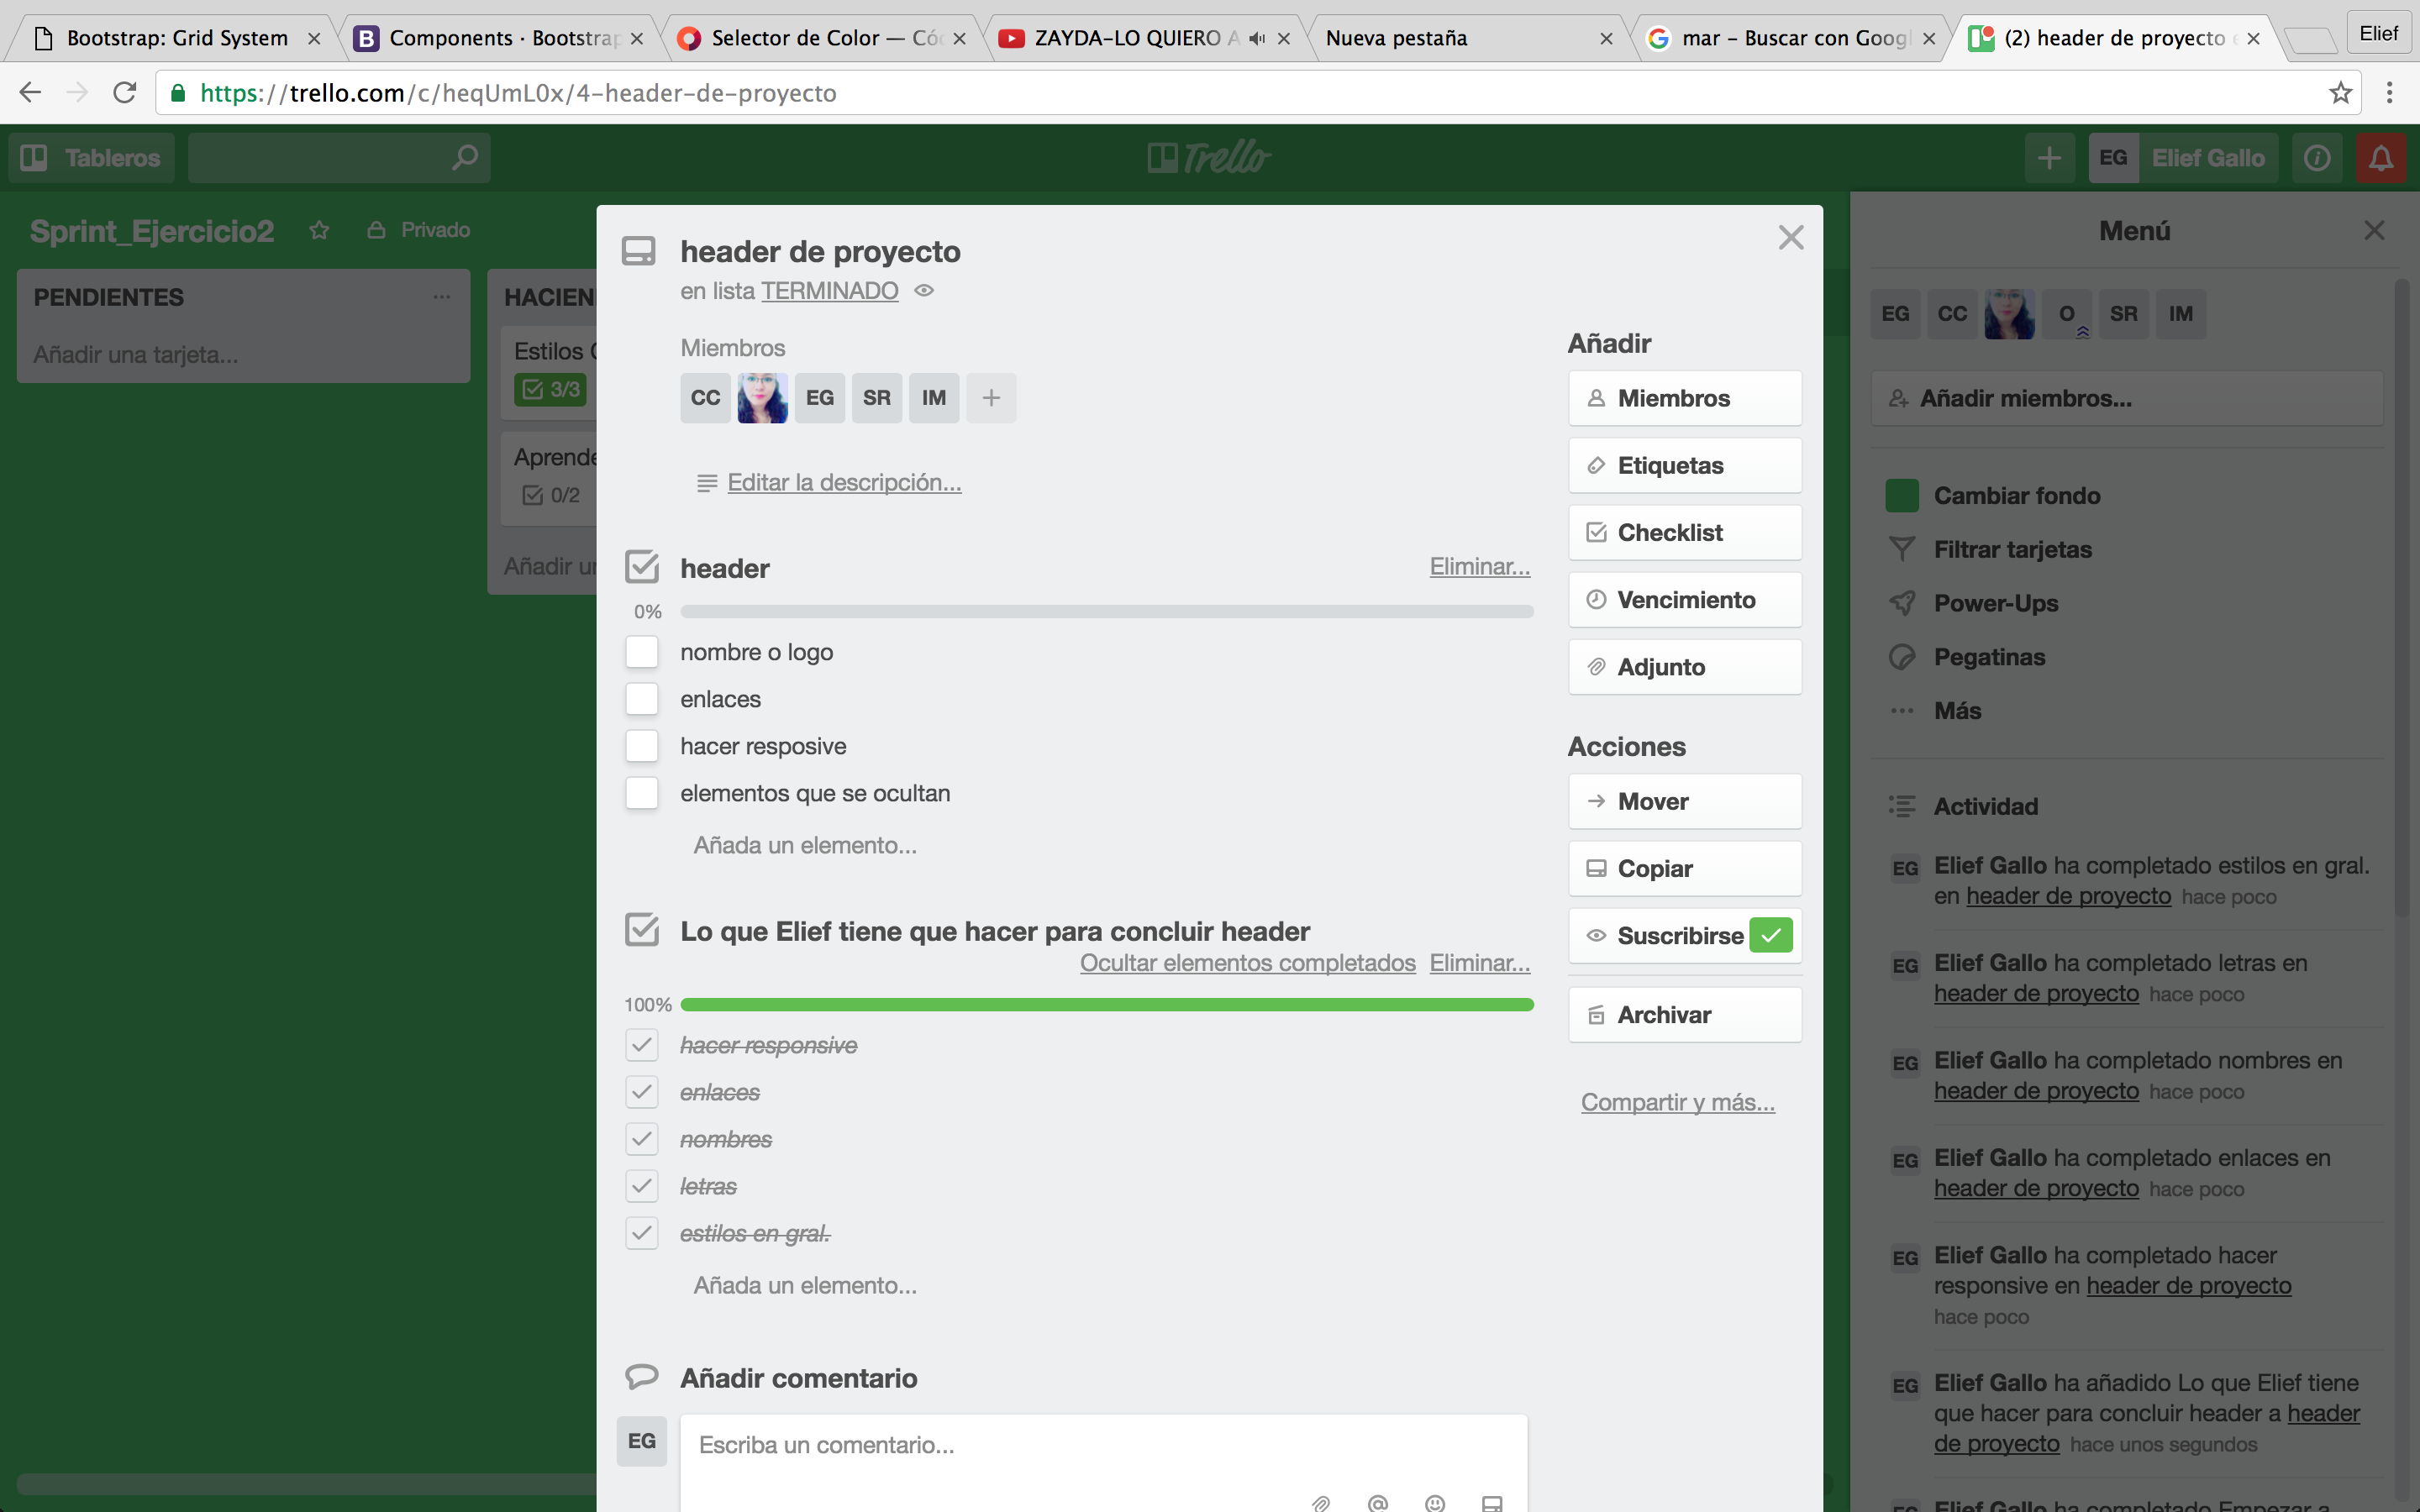 Bootstrap: Grid System
Components · Bootstrap
Selector de Color — Có
ZAYDA-LO QUIERO A
Nueva pestaña
mar – Buscar con Googl
(2) header de proyecto e
Elief
https://trello.com/c/heqUmL0x/4-header-de-proyecto
Tableros
Trello
EG Elief Gallo
Sprint_Ejercicio2
Privado
PENDIENTES
Añadir una tarjeta...
HACIEN
Estilos
3/3
Aprende
0/2
Añadir un
header de proyecto
en lista TERMINADO
Miembros
CC EG SR IM
Editar la descripción...
header
Eliminar...
0%
nombre o logo
enlaces
hacer resposive
elementos que se ocultan
Añada un elemento...
Lo que Elief tiene que hacer para concluir header
Ocultar elementos completados Eliminar...
100%
hacer responsive
enlaces
nombres
letras
estilos en gral.
Añada un elemento...
Añadir comentario
EG
Escriba un comentario...
Añadir
Miembros
Etiquetas
Checklist
Vencimiento
Adjunto
Acciones
Mover
Copiar
Suscribirse
Archivar
Compartir y más...
Menú
EG CC O SR IM
Añadir miembros...
Cambiar fondo
Filtrar tarjetas
Power-Ups
Pegatinas
Más
Actividad
EG Elief Gallo ha completado estilos en gral.
en header de proyecto hace poco
EG Elief Gallo ha completado letras en
header de proyecto hace poco
EG Elief Gallo ha completado nombres en
header de proyecto hace poco
EG Elief Gallo ha completado enlaces en
header de proyecto hace poco
EG Elief Gallo ha completado hacer
responsive en header de proyecto
hace poco
EG Elief Gallo ha añadido Lo que Elief tiene
que hacer para concluir header a header
de proyecto hace unos segundos
EG Elief Gallo ha completado Empezar a